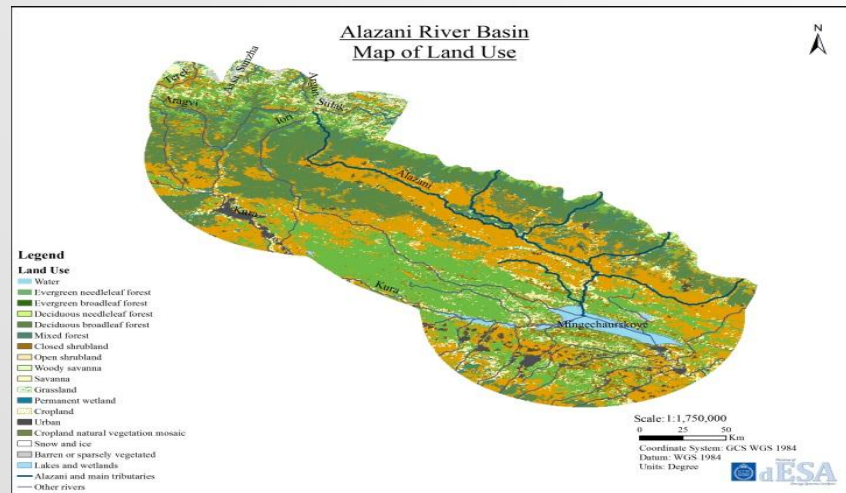 Alazani River Basin
Map of Land Use
N
Terek
Assa Sunzha
Argun
Sulak
Aragvi
Iori
Alazani
Kura
Kura
Mingechaurskoye
Legend
Land Use
Water
Evergreen needleleaf forest
Evergreen broadleaf forest
Deciduous needleleaf forest
Deciduous broadleaf forest
Mixed forest
Closed shrubland
Open shrubland
Woody savanna
Savanna
Grassland
Permanent wetland
Cropland
Urban
Cropland natural vegetation mosaic
Snow and ice
Barren or sparsely vegetated
Lakes and wetlands
Alazani and main tributaries
Other rivers
Scale: 1:1,750,000
0 25 50
Km
Coordinate System: GCS WGS 1984
Datum: WGS 1984
Units: Degree
dESA